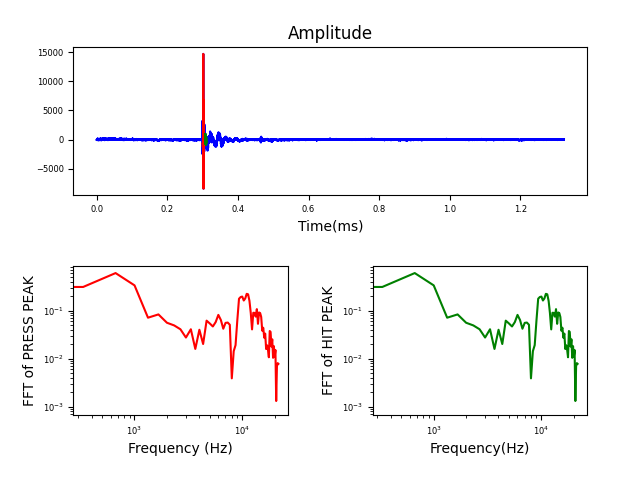 Amplitude
15000
10000
5000
0
−5000
0.0 0.2 0.4 0.6 0.8 1.0 1.2
Time(ms)
FFT of PRESS PEAK
10⁻¹
10⁻²
10⁻³
10³ 10⁴
Frequency (Hz)
FFT of HIT PEAK
10⁻¹
10⁻²
10⁻³
10³ 10⁴
Frequency(Hz)